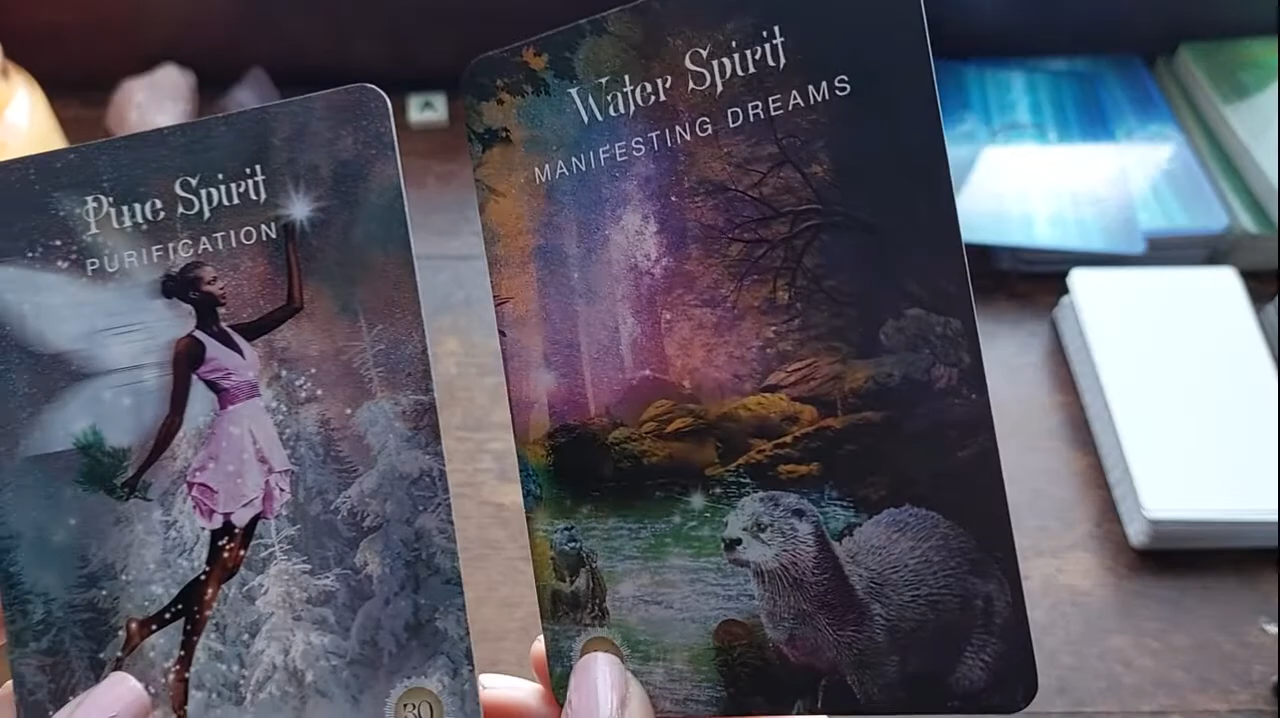 Pine Spirit
PURIFICATION
30
Water Spirit
MANIFESTING DREAMS
A